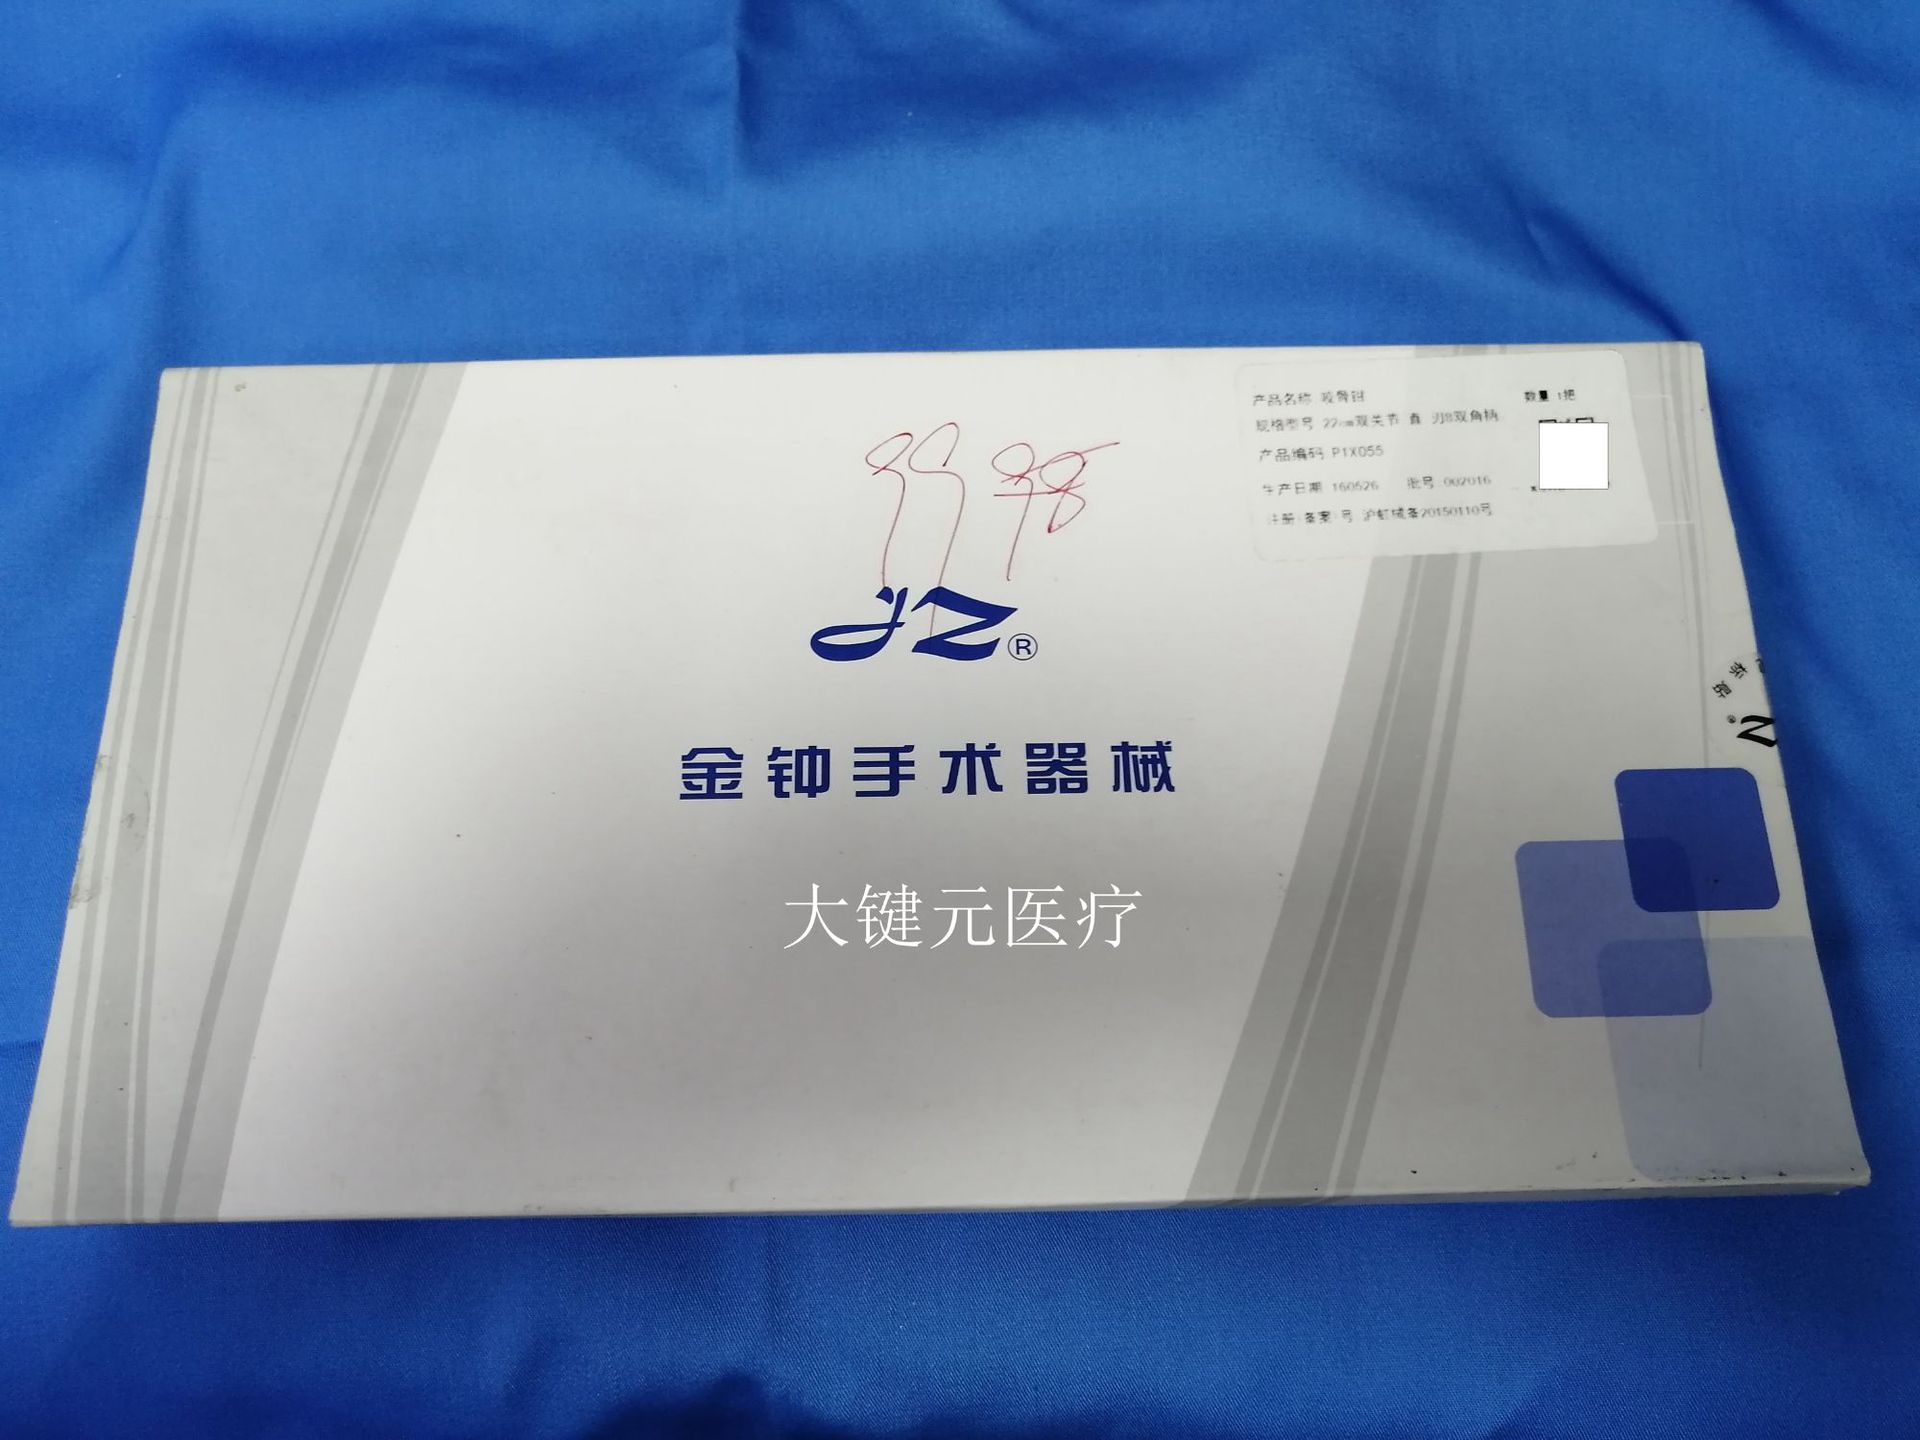 产品名称 咬骨钳 数量 1把
规格型号 22cm双关节 直 刃8双角柄
产品编码 P1X055
生产日期 160526 批号 002016
注册(备案)号 沪虹械备20150110号
99 98
JZ®
金钟手术器械
大键元医疗